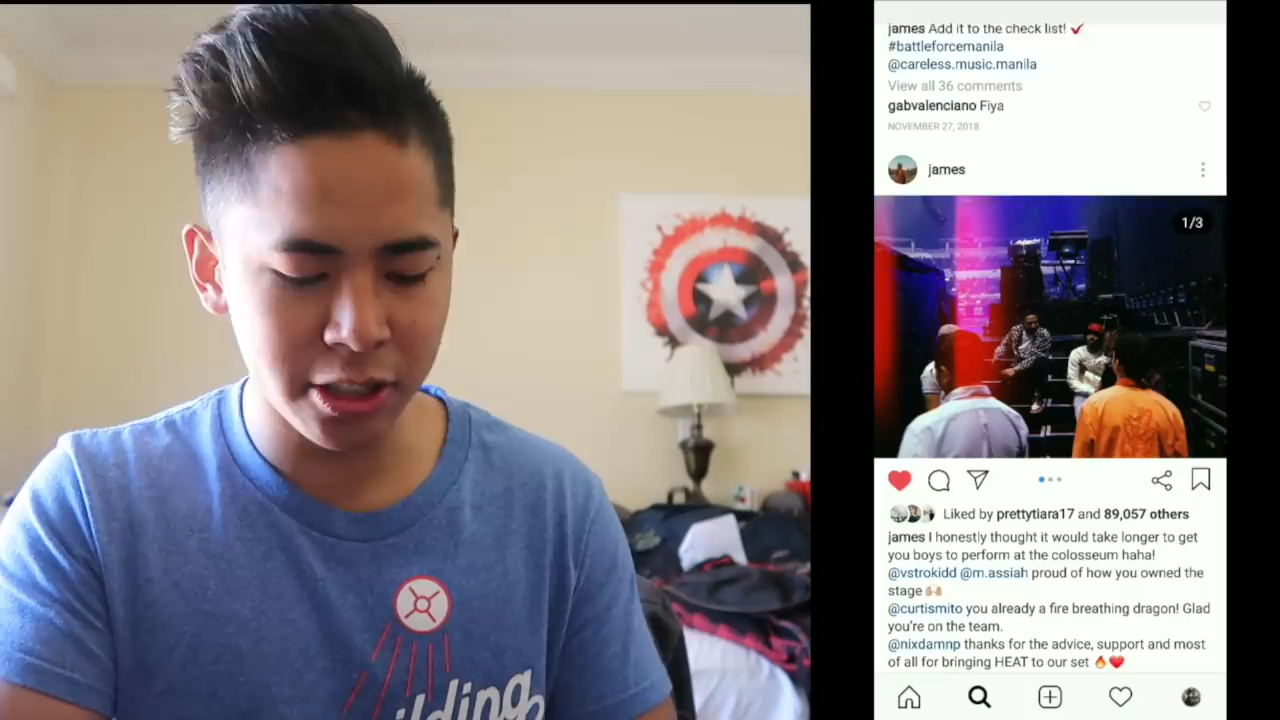 james Add it to the check list!
#battleforcemanila
@careless.music.manila
View all 36 comments
gabvalenciano Fiya
NOVEMBER 27, 2018
james
1/3
Liked by prettytiara17 and 89,057 others
james I honestly thought it would take longer to get
you boys to perform at the colosseum haha!
@vstrokidd @m.assiah proud of how you owned the
stage 🙌🏼
@curtismito you already a fire breathing dragon! Glad
you're on the team.
@nixdamnp thanks for the advice, support and most
of all for bringing HEAT to our set 🔥❤️